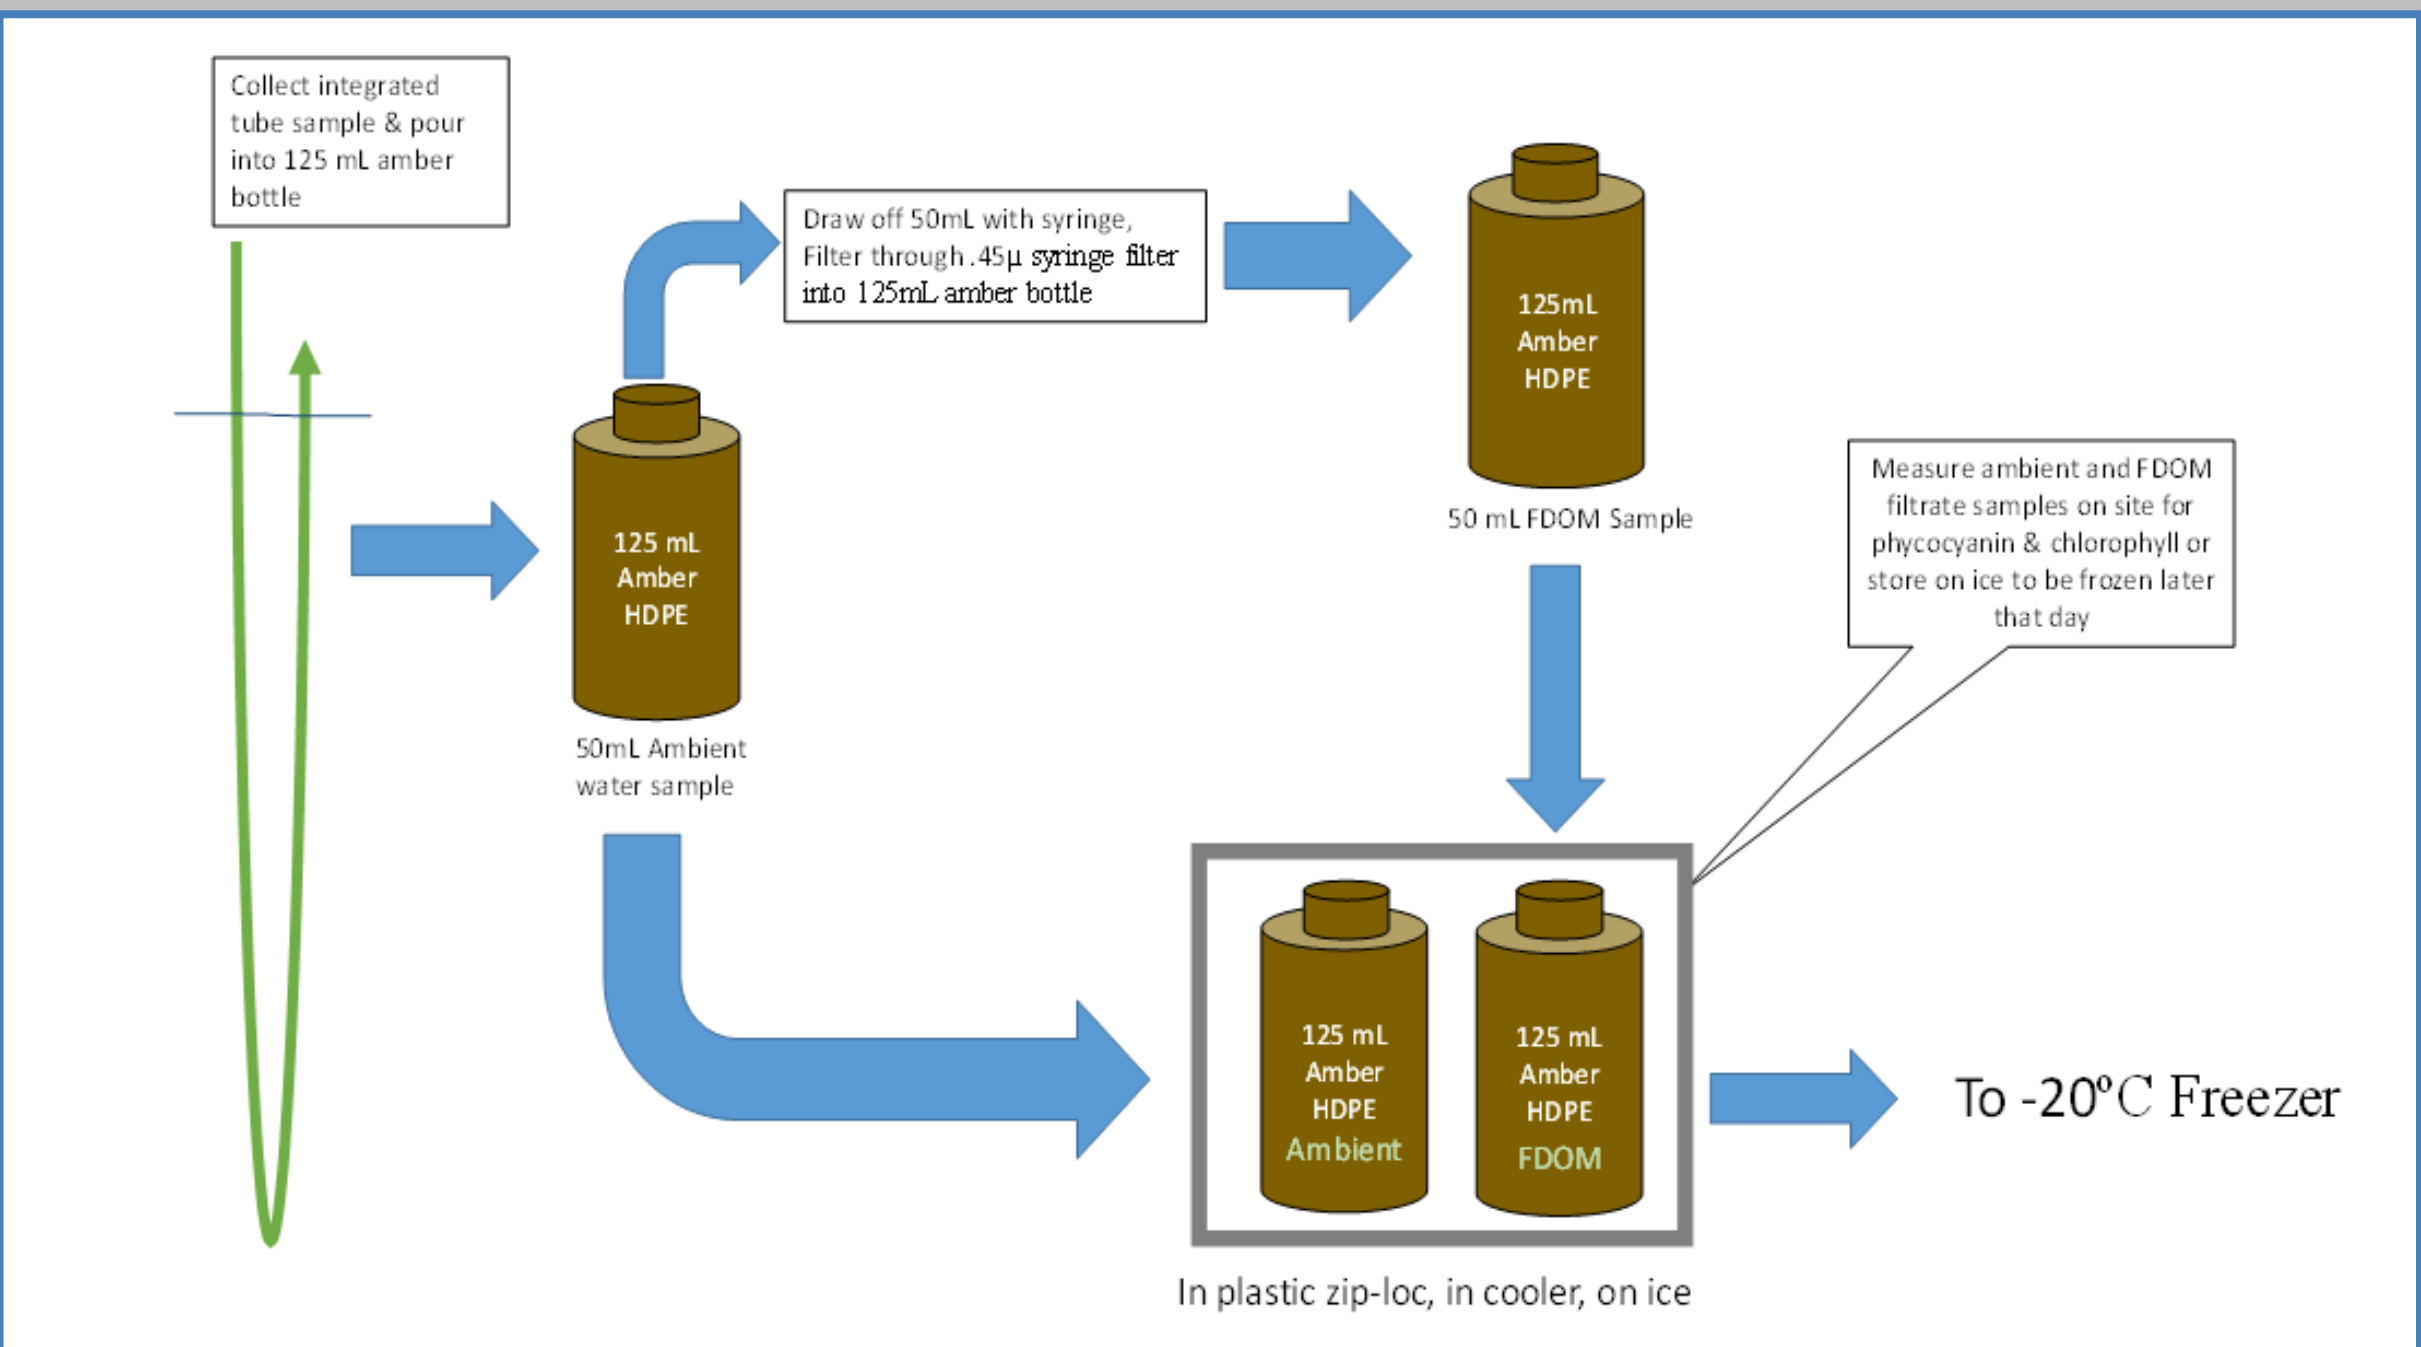 Collect integrated
tube sample & pour
into 125 mL amber
bottle
Draw off 50mL with syringe,
Filter through .45µ syringe filter
into 125mL amber bottle
125mL
Amber
HDPE
50 mL FDOM Sample
125 mL
Amber
HDPE
50mL Ambient
water sample
Measure ambient and FDOM
filtrate samples on site for
phycocyanin & chlorophyll or
store on ice to be frozen later
that day
125 mL
Amber
HDPE
Ambient
125 mL
Amber
HDPE
FDOM
To -20°C Freezer
In plastic zip-loc, in cooler, on ice